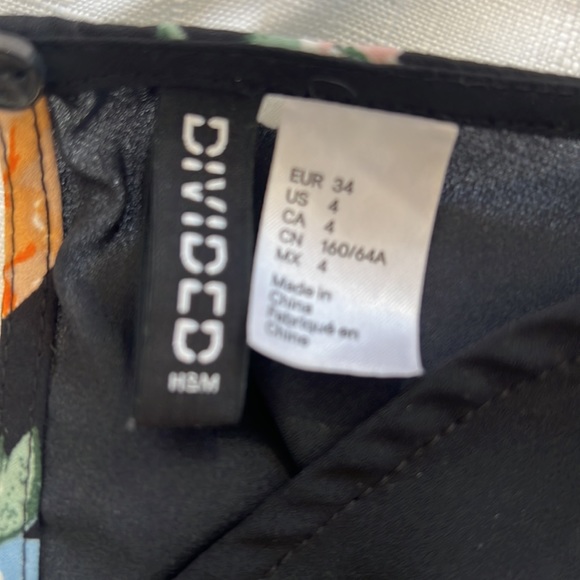 DIVIDED
H&M
EUR 34
US 4
CA 4
CN 160/64A
MX 4
Made in
China
Fabriqué en
Chine